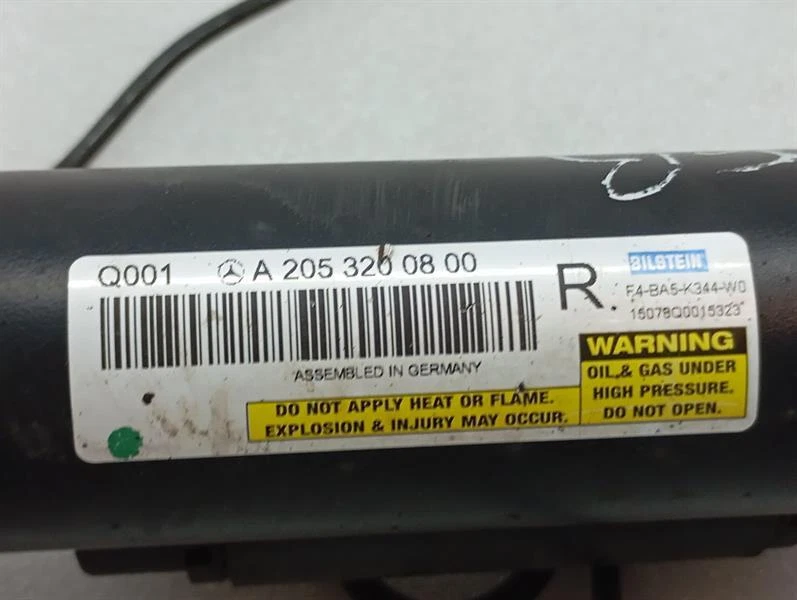 Q001 A 205 320 08 00
R
BILSTEIN
F4-BA5-K344-W0
15078Q0015323
ASSEMBLED IN GERMANY
WARNING
OIL & GAS UNDER
HIGH PRESSURE.
DO NOT OPEN.
DO NOT APPLY HEAT OR FLAME.
EXPLOSION & INJURY MAY OCCUR.